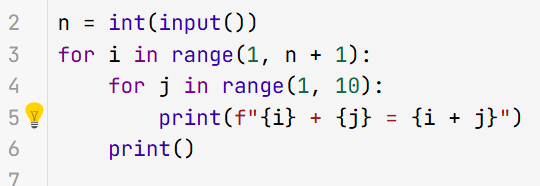 2 n = int(input())
3 for i in range(1, n + 1):
4     for j in range(1, 10):
5         print(f"{i} + {j} = {i + j}")
6     print()
7